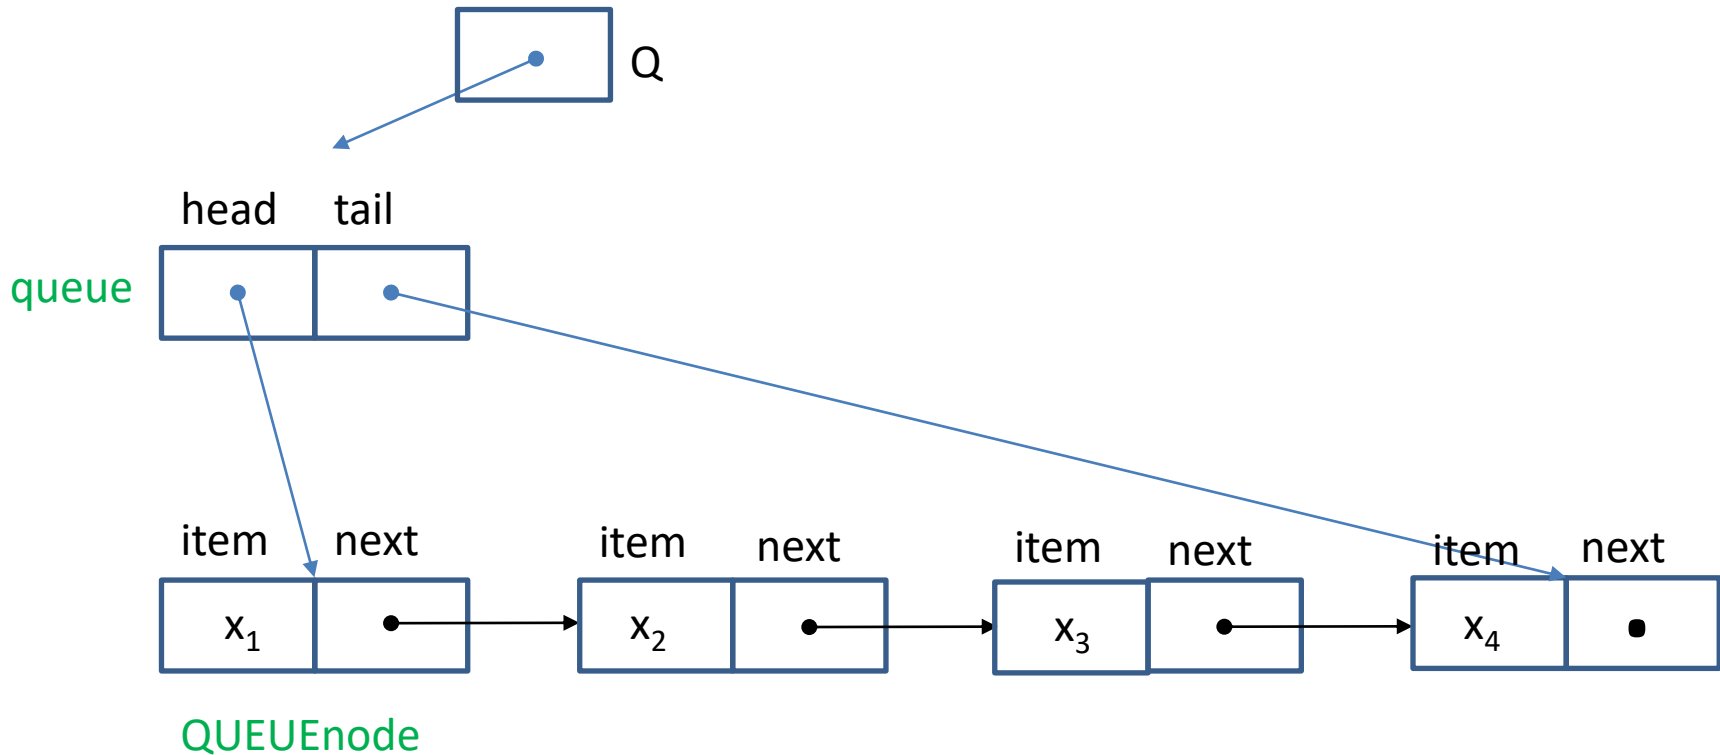 Q
head tail
queue
item next item next item next item next
x₁ x₂ x₃ x₄
QUEUEnode